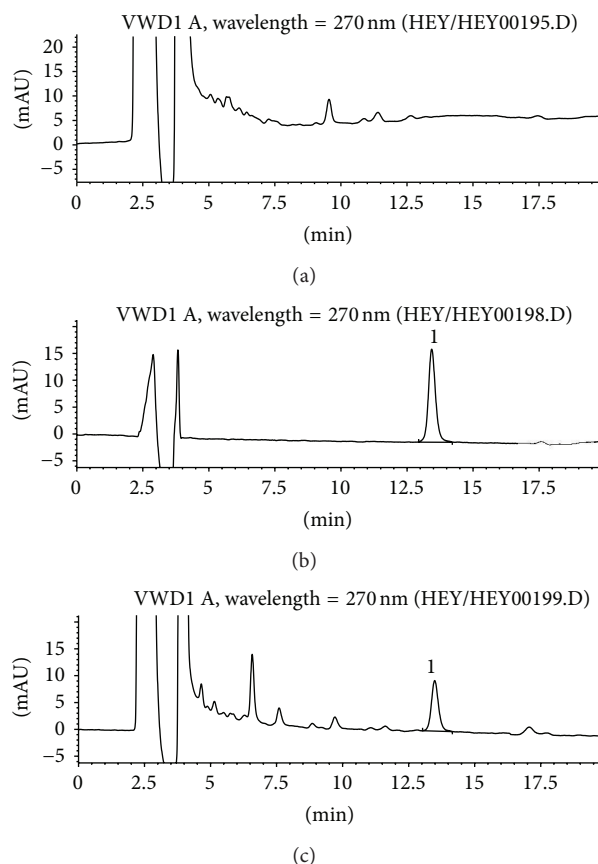 VWD1 A, wavelength = 270 nm (HEY/HEY00195.D)
20
15
10
5
0
−5
(mAU)
0 2.5 5 7.5 10 12.5 15 17.5
(min)
(a)
VWD1 A, wavelength = 270 nm (HEY/HEY00198.D)
1
15
10
5
0
−5
(mAU)
0 2.5 5 7.5 10 12.5 15 17.5
(min)
(b)
VWD1 A, wavelength = 270 nm (HEY/HEY00199.D)
1
15
10
5
0
−5
(mAU)
0 2.5 5 7.5 10 12.5 15 17.5
(min)
(c)